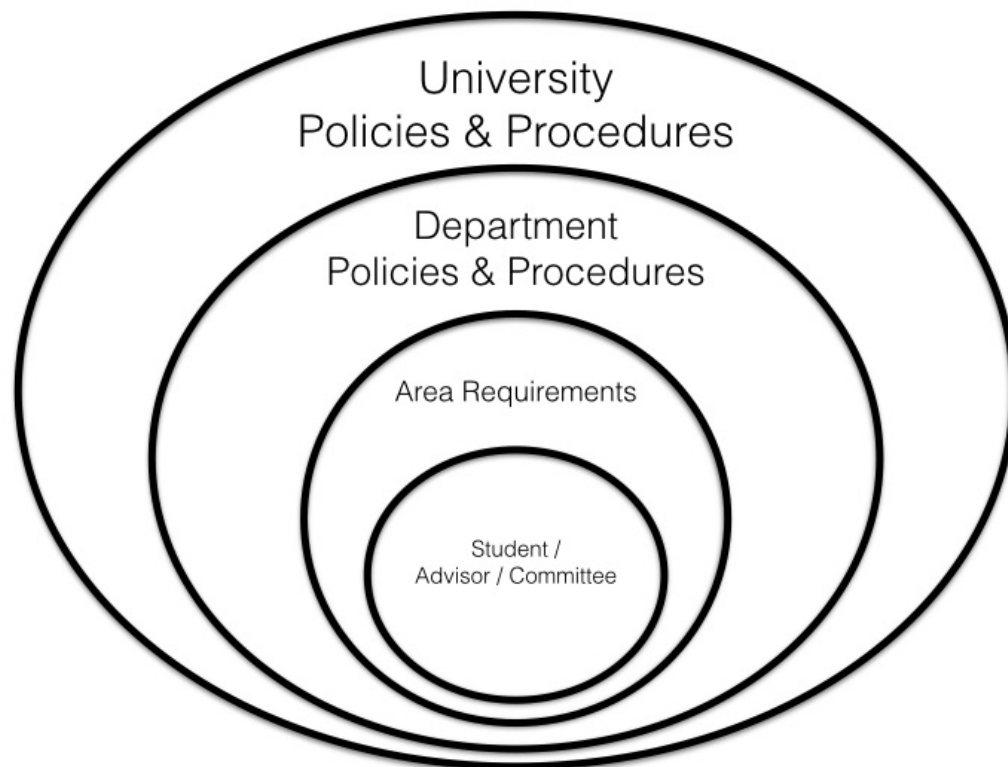 University
Policies & Procedures
Department
Policies & Procedures
Area Requirements
Student /
Advisor / Committee